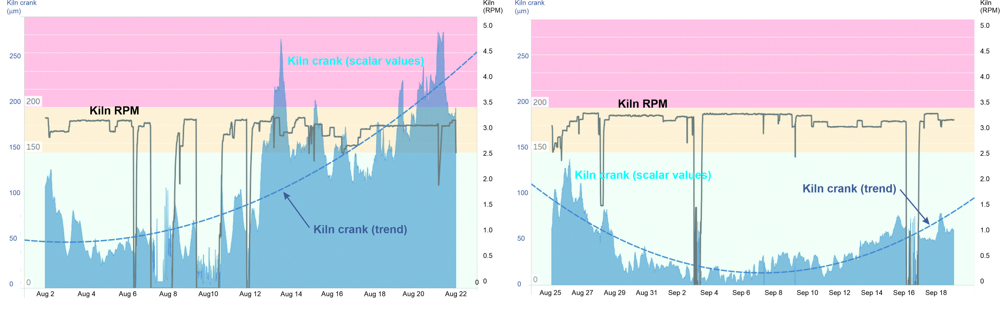 Kiln crank
(μm)
Kiln
(RPM)
250
200
150
100
50
0
200
150
0
Kiln RPM
Kiln crank (scalar values)
Kiln crank (trend)
5.0
4.5
4.0
3.5
3.0
2.5
2.0
1.5
1.0
0.5
0
0
Aug 2 Aug 4 Aug 6 Aug 8 Aug10 Aug 12 Aug 14 Aug 16 Aug 18 Aug 20 Aug 22
Kiln crank
(μm)
Kiln
(RPM)
250
200
150
100
50
0
200
150
0
Kiln RPM
Kiln crank (scalar values)
Kiln crank (trend)
5.0
4.5
4.0
3.5
3.0
2.5
2.0
1.5
1.0
0.5
0
Aug 25 Aug 27 Aug 29 Aug 31 Sep 2 Sep 4 Sep 6 Sep 8 Sep 10 Sep 12 Sep 14 Sep 16 Sep 18